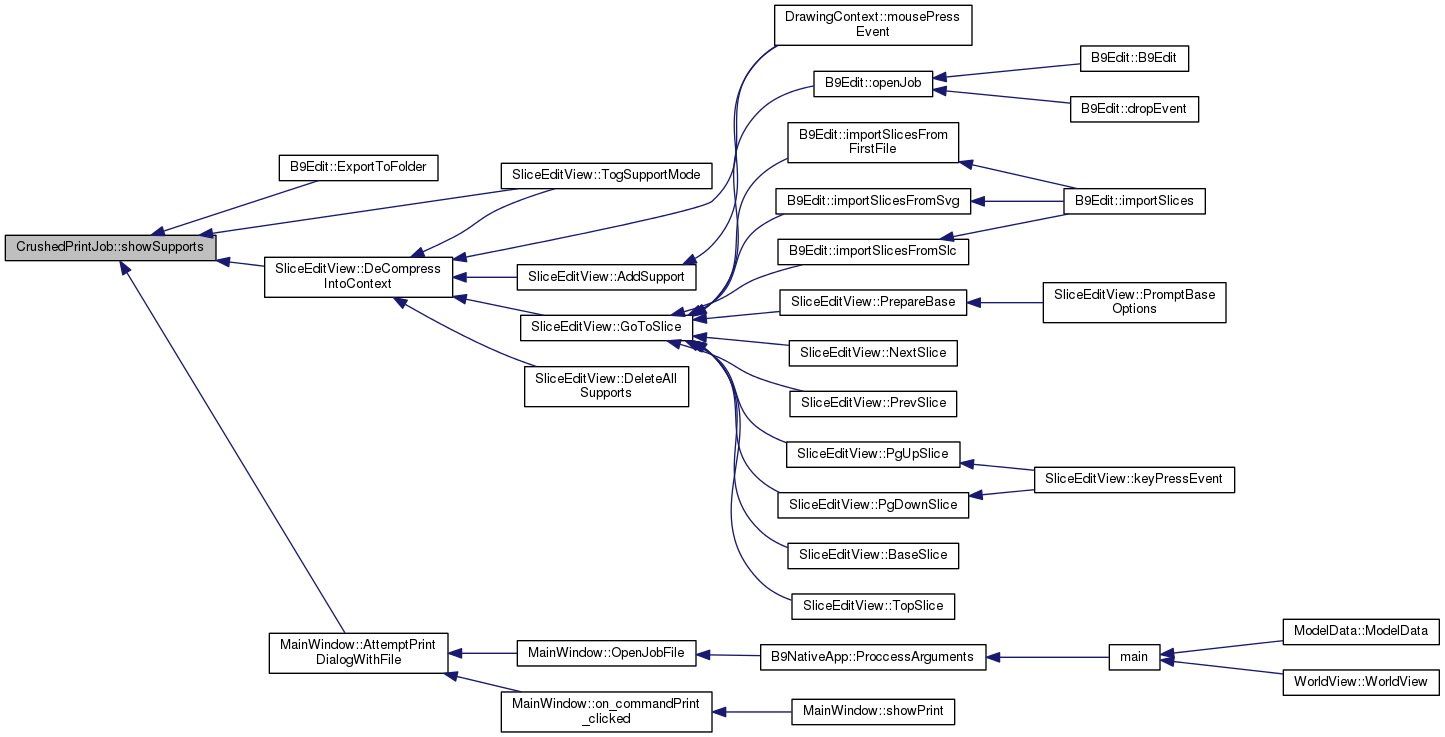 DrawingContext::mousePress
Event
B9Edit::openJob
B9Edit::B9Edit
B9Edit::dropEvent
B9Edit::importSlicesFrom
FirstFile
B9Edit::ExportToFolder
SliceEditView::TogSupportMode
B9Edit::importSlicesFromSvg
B9Edit::importSlices
CrushedPrintJob::showSupports
B9Edit::importSlicesFromSlc
SliceEditView::DeCompress
IntoContext
SliceEditView::AddSupport
SliceEditView::PrepareBase
SliceEditView::PromptBase
Options
SliceEditView::GoToSlice
SliceEditView::NextSlice
SliceEditView::DeleteAll
Supports
SliceEditView::PrevSlice
SliceEditView::PgUpSlice
SliceEditView::keyPressEvent
SliceEditView::PgDownSlice
SliceEditView::BaseSlice
SliceEditView::TopSlice
MainWindow::AttemptPrint
DialogWithFile
MainWindow::OpenJobFile
B9NativeApp::ProccessArguments
main
ModelData::ModelData
WorldView::WorldView
MainWindow::on_commandPrint
_clicked
MainWindow::showPrint